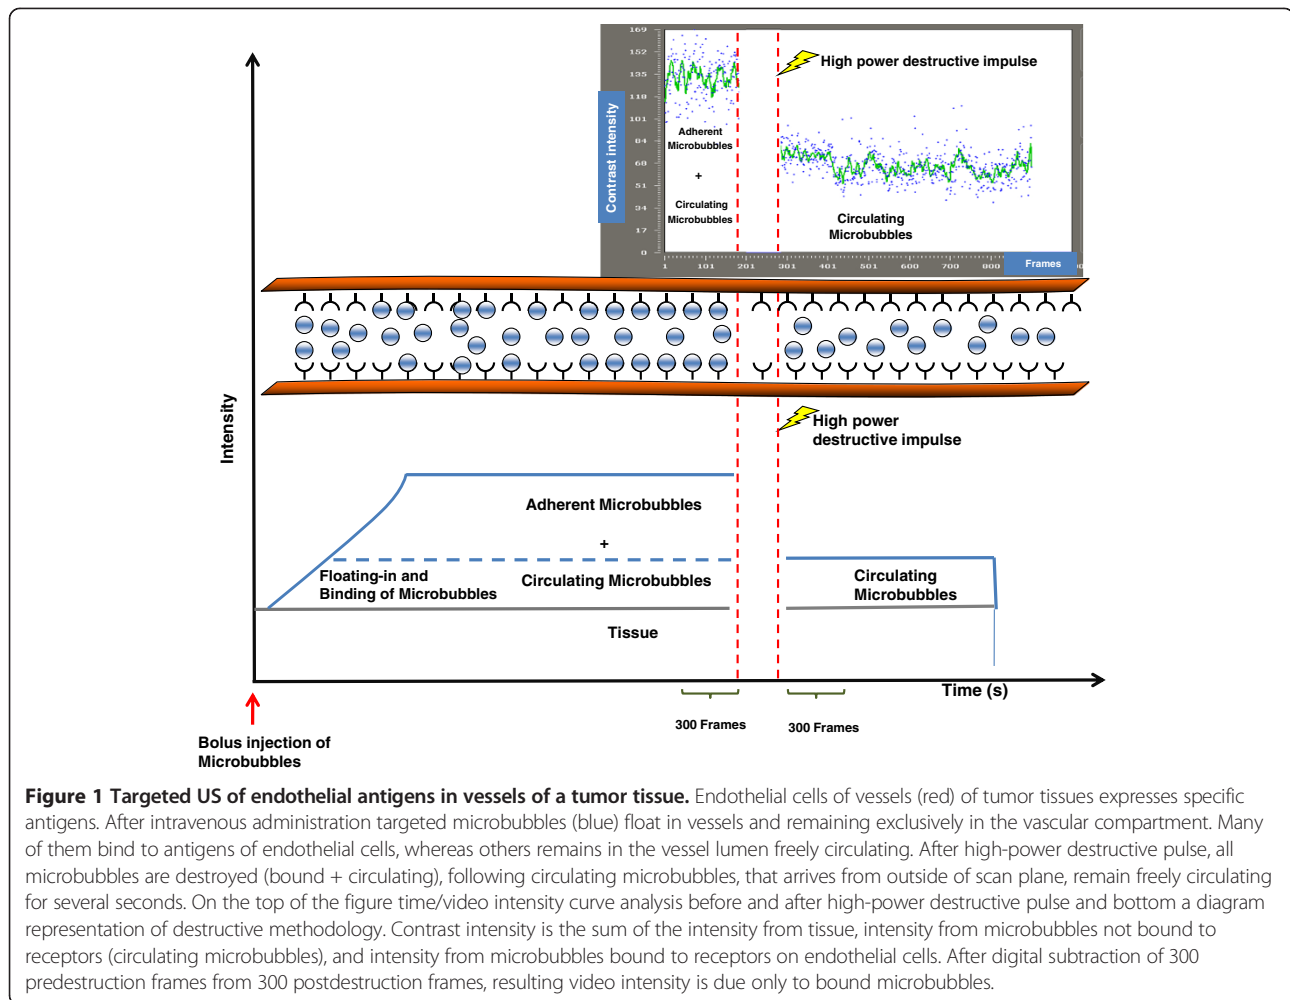 169
152
135
118
101
84
68
51
34
17
0
Contrast intensity
High power destructive impulse
Adherent
Microbubbles
+
Circulating
Microbubbles
Circulating
Microbubbles
1 101 201 301 401 501 601 700 800
Frames
High power
destructive impulse
Intensity
Adherent Microbubbles
+
Floating-in and
Binding of Microbubbles
Circulating Microbubbles
Circulating
Microbubbles
Tissue
Time (s)
300 Frames
300 Frames
Bolus injection of
Microbubbles
Figure 1 Targeted US of endothelial antigens in vessels of a tumor tissue. Endothelial cells of vessels (red) of tumor tissues expresses specific
antigens. After intravenous administration targeted microbubbles (blue) float in vessels and remaining exclusively in the vascular compartment. Many
of them bind to antigens of endothelial cells, whereas others remains in the vessel lumen freely circulating. After high-power destructive pulse, all
microbubbles are destroyed (bound + circulating), following circulating microbubbles, that arrives from outside of scan plane, remain freely circulating
for several seconds. On the top of the figure time/video intensity curve analysis before and after high-power destructive pulse and bottom a diagram
representation of destructive methodology. Contrast intensity is the sum of the intensity from tissue, intensity from microbubbles not bound to
receptors (circulating microbubbles), and intensity from microbubbles bound to receptors on endothelial cells. After digital subtraction of 300
predestruction frames from 300 postdestruction frames, resulting video intensity is due only to bound microbubbles.